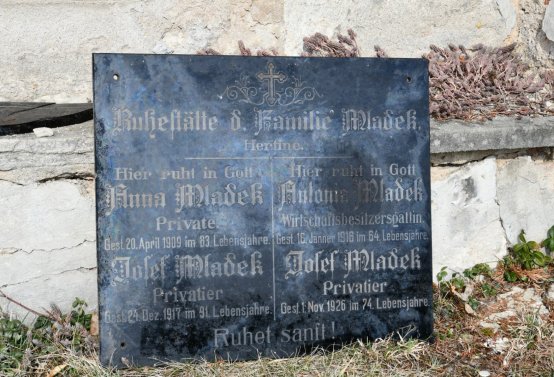 Ruhestätte d. Familie Mladek,
Herfine.
Hier ruht in Gott
Anna Mladek
Private
Gest. 20. April 1909 im 83. Lebensjahre.
Josef Mladek
Privatier
Gest. 24. Dez. 1917 im 91. Lebensjahre.
Hier ruht in Gott
Antonia Mladek
Wirtschaftsbesitzersgattin.
Gest. 16. Jänner 1916 im 64. Lebensjahre.
Josef Mladek
Privatier
Gest. 1. Nov. 1926 im 74. Lebensjahre.
Ruhet sanft!